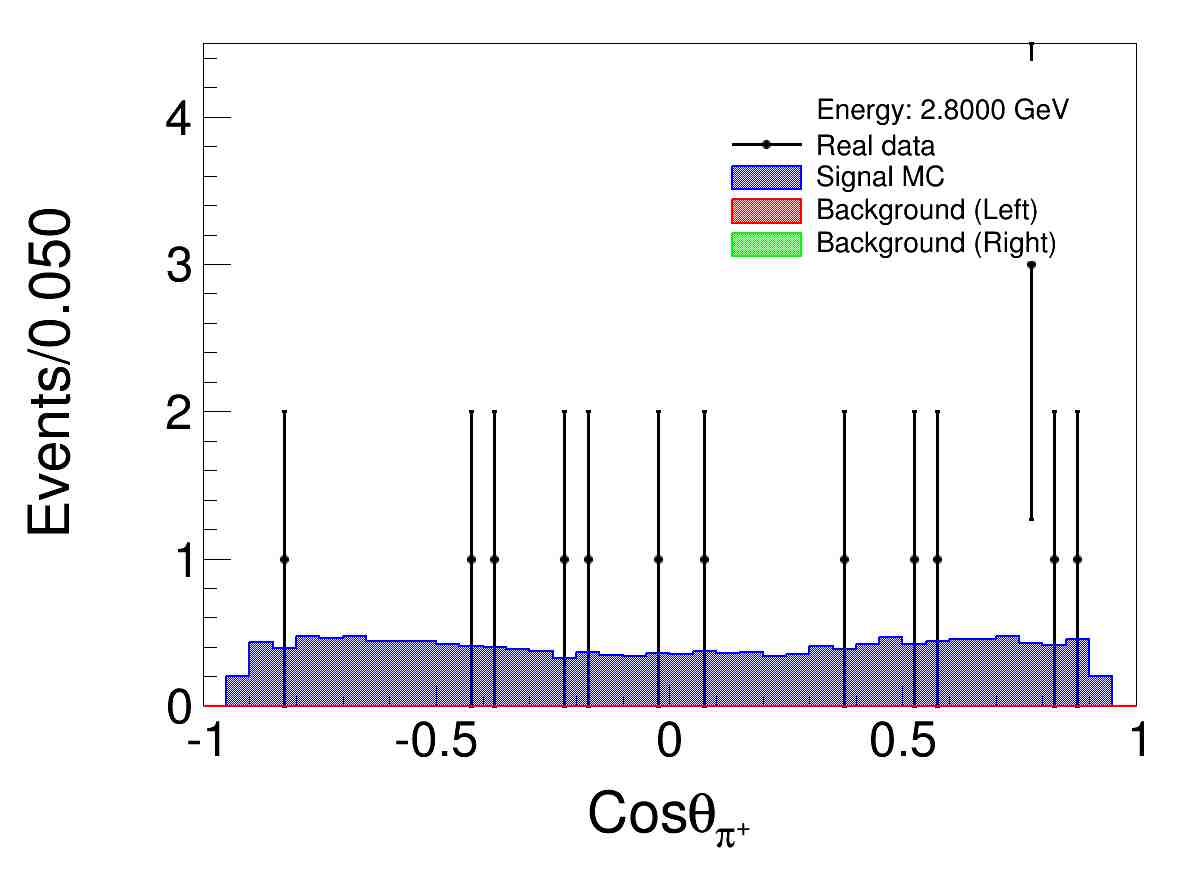 Energy: 2.8000 GeV
Real data
Signal MC
Background (Left)
Background (Right)
Events/0.050
4
3
2
1
0
-1 -0.5 0 0.5 1
Cosθπ+